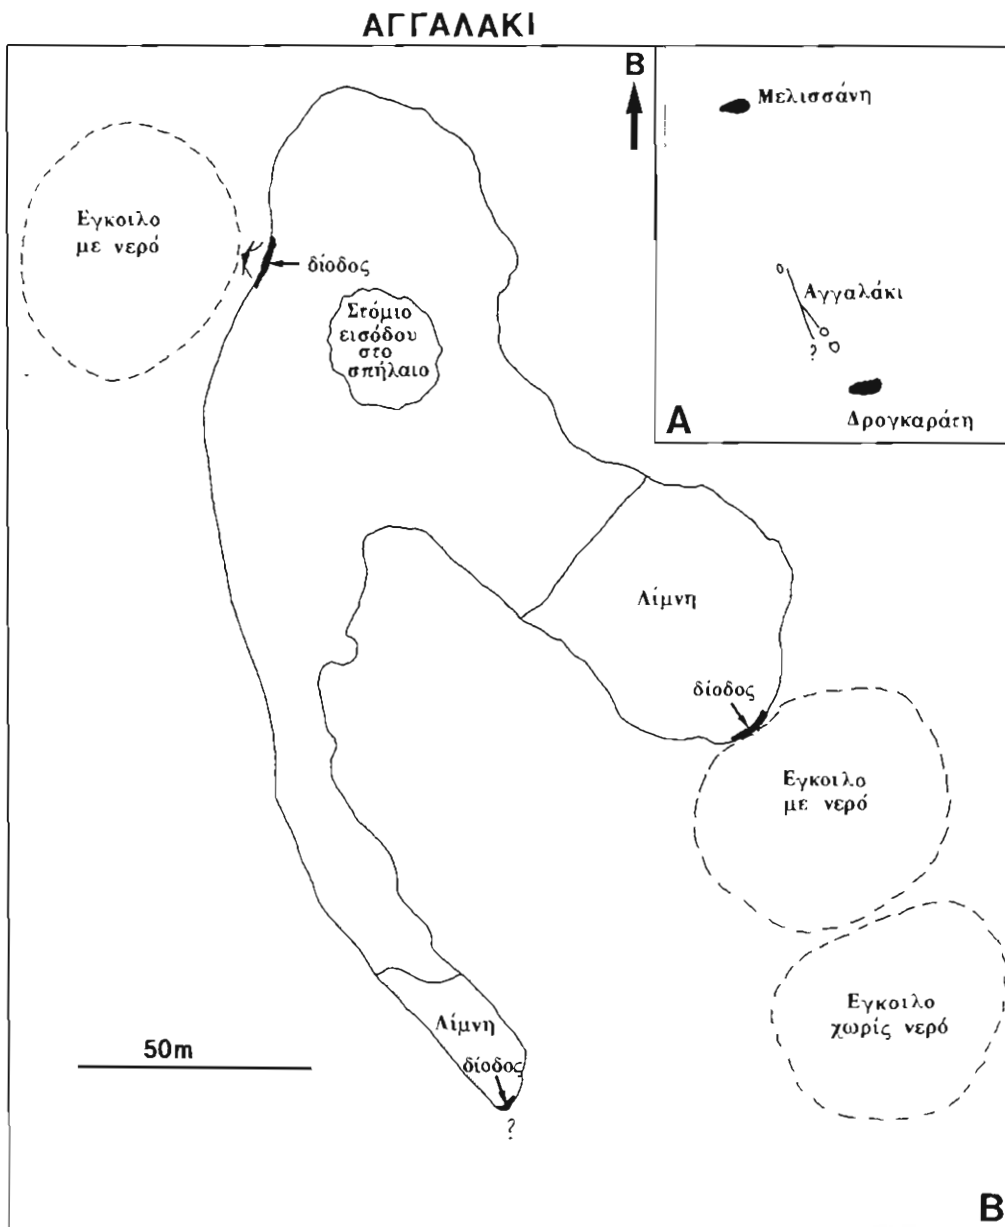 ΑΓΓΑΛΑΚΙ
Β
Μελισσάνη
Αγγαλάκι
?
Δρογκαράτη
Α
Εγκοιλο
με νερό
δίοδος
Στόμιο
εισόδου
στο
σπήλαιο
Λίμνη
δίοδος
Εγκοιλο
με νερό
Εγκοιλο
χωρίς νερό
Λίμνη
δίοδος
?
50m
Β